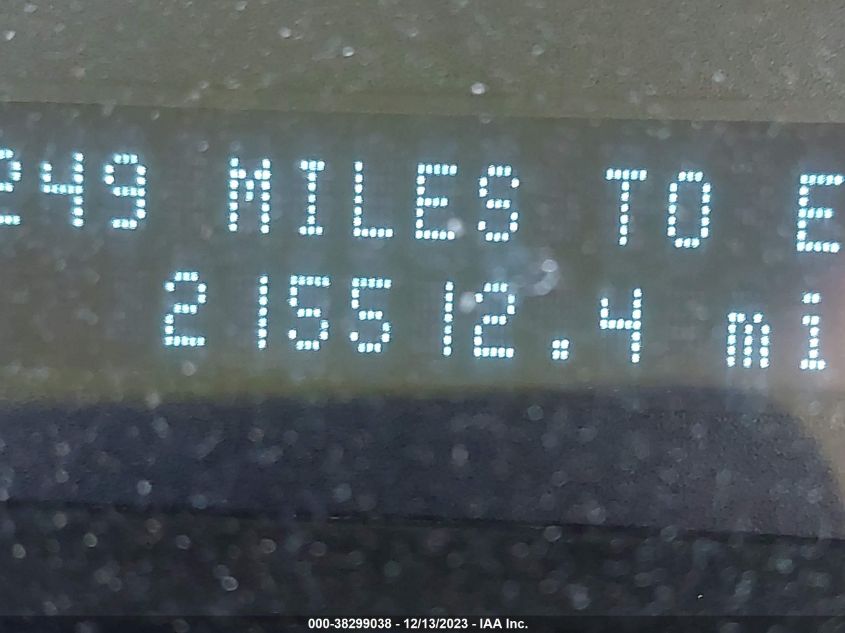 249 MILES TO E
215512.4 mi
000-38299038 - 12/13/2023 - IAA Inc.